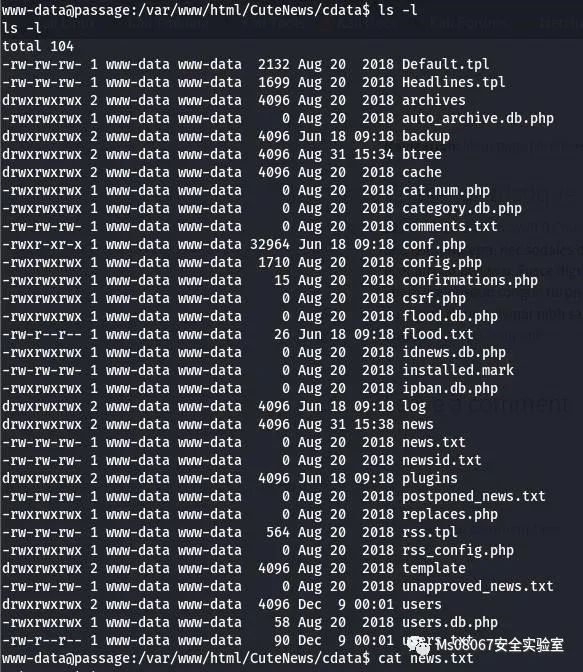 www-data@passage:/var/www/html/CuteNews/cdata$ ls -l
ls -l
total 104
-rw-rw-rw- 1 www-data www-data  2132 Aug 20  2018 Default.tpl
-rw-rw-rw- 1 www-data www-data  1699 Aug 20  2018 Headlines.tpl
drwxrwxrwx 2 www-data www-data  4096 Aug 20  2018 archives
-rwxrwxrwx 1 www-data www-data     0 Aug 20  2018 auto_archive.db.php
drwxrwxrwx 2 www-data www-data  4096 Jun 18 09:18 backup
drwxrwxrwx 2 www-data www-data  4096 Aug 31 15:34 btree
drwxrwxrwx 2 www-data www-data  4096 Aug 20  2018 cache
-rwxrwxrwx 1 www-data www-data     0 Aug 20  2018 cat.num.php
-rwxrwxrwx 1 www-data www-data     0 Aug 20  2018 category.db.php
-rw-rw-rw- 1 www-data www-data     0 Aug 20  2018 comments.txt
-rwxr-xr-x 1 www-data www-data 32964 Jun 18 09:18 conf.php
-rwxrwxrwx 1 www-data www-data  1710 Aug 20  2018 config.php
-rwxrwxrwx 1 www-data www-data    15 Aug 20  2018 confirmations.php
-rwxrwxrwx 1 www-data www-data     0 Aug 20  2018 csrf.php
-rwxrwxrwx 1 www-data www-data     0 Aug 20  2018 flood.db.php
-rw-r--r-- 1 www-data www-data    26 Jun 18 09:18 flood.txt
-rwxrwxrwx 1 www-data www-data     0 Aug 20  2018 idnews.db.php
-rw-rw-rw- 1 www-data www-data     0 Aug 20  2018 installed.mark
-rwxrwxrwx 1 www-data www-data     0 Aug 20  2018 ipban.db.php
drwxrwxrwx 2 www-data www-data  4096 Jun 18 09:18 log
drwxrwxrwx 2 www-data www-data  4096 Aug 31 15:38 news
-rw-rw-rw- 1 www-data www-data     0 Aug 20  2018 news.txt
-rw-rw-rw- 1 www-data www-data     0 Aug 20  2018 newsid.txt
drwxrwxrwx 2 www-data www-data  4096 Jun 18 09:18 plugins
-rw-rw-rw- 1 www-data www-data     0 Aug 20  2018 postponed_news.txt
-rwxrwxrwx 1 www-data www-data     0 Aug 20  2018 replaces.php
-rw-rw-rw- 1 www-data www-data   564 Aug 20  2018 rss.tpl
-rwxrwxrwx 1 www-data www-data     0 Aug 20  2018 rss_config.php
drwxrwxrwx 2 www-data www-data  4096 Aug 20  2018 template
-rw-rw-rw- 1 www-data www-data     0 Aug 20  2018 unapproved_news.txt
drwxrwxrwx 2 www-data www-data  4096 Dec  9 00:01 users
-rwxrwxrwx 1 www-data www-data    58 Aug 20  2018 users.db.php
-rw-r--r-- 1 www-data www-data    90 Dec  9 00:01 users.txt
Ms08067安全实验室
www-data@passage:/var/www/html/CuteNews/cdata$ cat news.txt